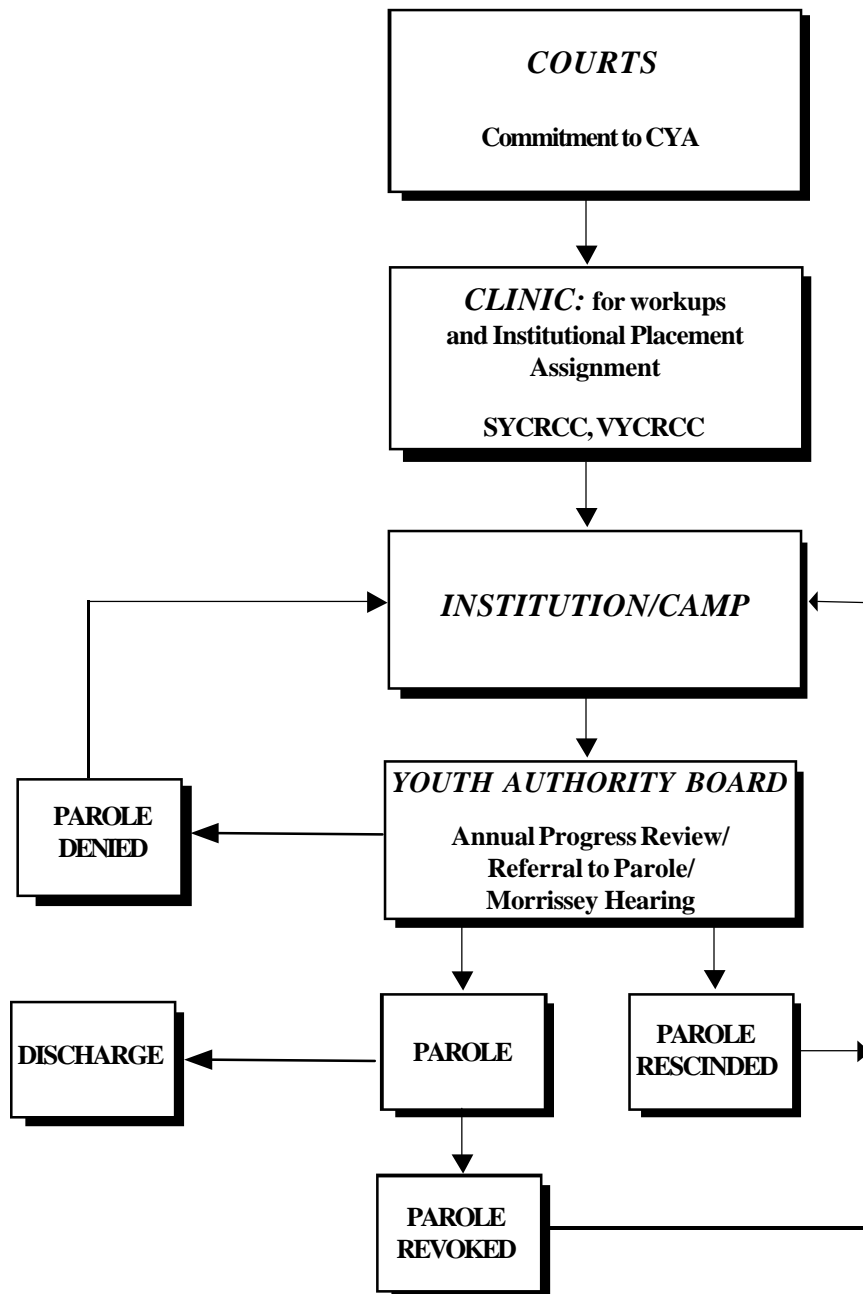 COURTS
Commitment to CYA
CLINIC: for workups
and Institutional Placement
Assignment
SYCRCC, VYCRCC
INSTITUTION/CAMP
YOUTH AUTHORITY BOARD
Annual Progress Review/
Referral to Parole/
Morrissey Hearing
PAROLE
DENIED
DISCHARGE
PAROLE
PAROLE
RESCINDED
PAROLE
REVOKED